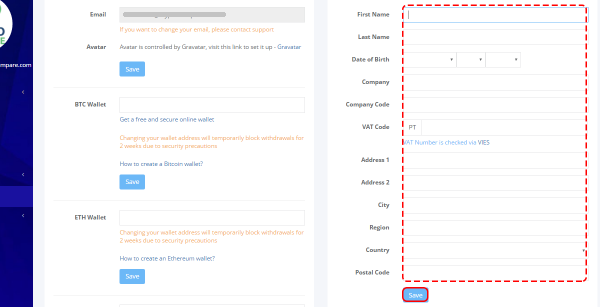 mpare.com
Email
If you want to change your email, please contact support
Avatar
Avatar is controlled by Gravatar, visit this link to set it up - Gravatar
Save
BTC Wallet
Get a free and secure online wallet
Changing your wallet address will temporarily block withdrawals for
2 weeks due to security precautions
How to create a Bitcoin wallet?
Save
ETH Wallet
Changing your wallet address will temporarily block withdrawals for
2 weeks due to security precautions
How to create an Ethereum wallet?
Save
First Name
Last Name
Date of Birth
Company
Company Code
VAT Code
PT
VAT Number is checked via VIES
Address 1
Address 2
City
Region
Country
Postal Code
Save